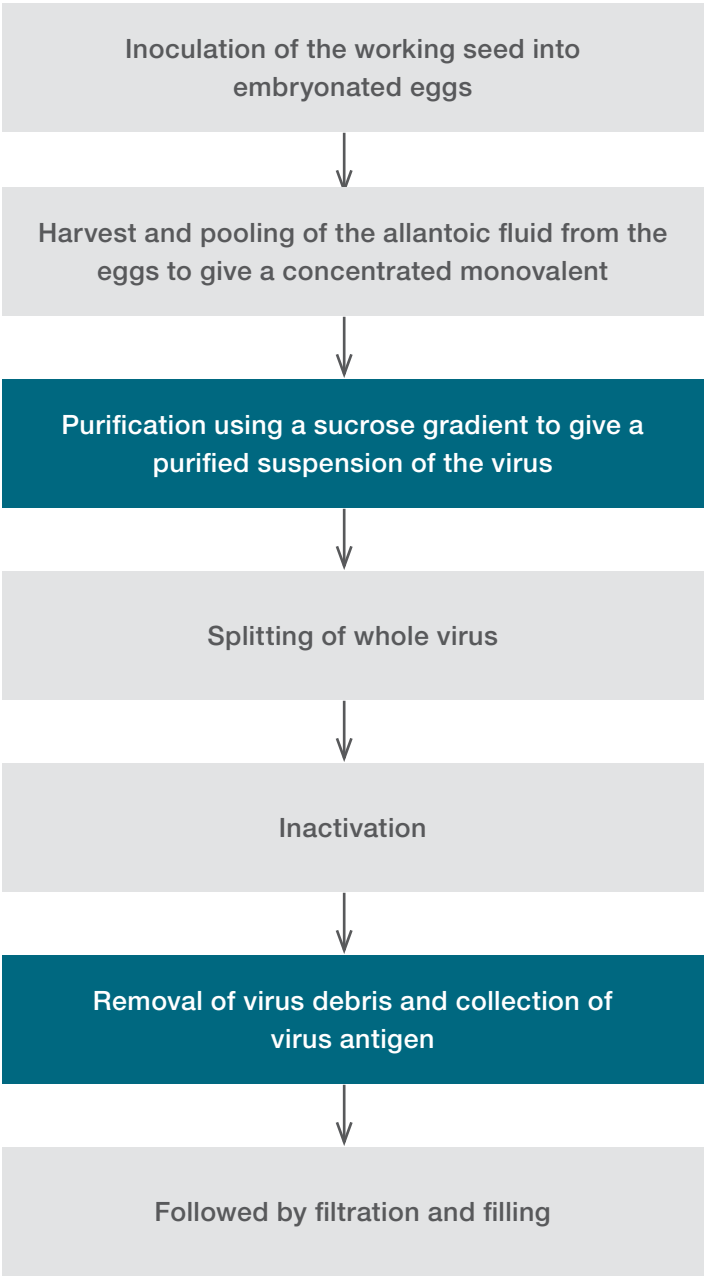 Inoculation of the working seed into
embryonated eggs
Harvest and pooling of the allantoic fluid from the
eggs to give a concentrated monovalent
Purification using a sucrose gradient to give a
purified suspension of the virus
Splitting of whole virus
Inactivation
Removal of virus debris and collection of
virus antigen
Followed by filtration and filling